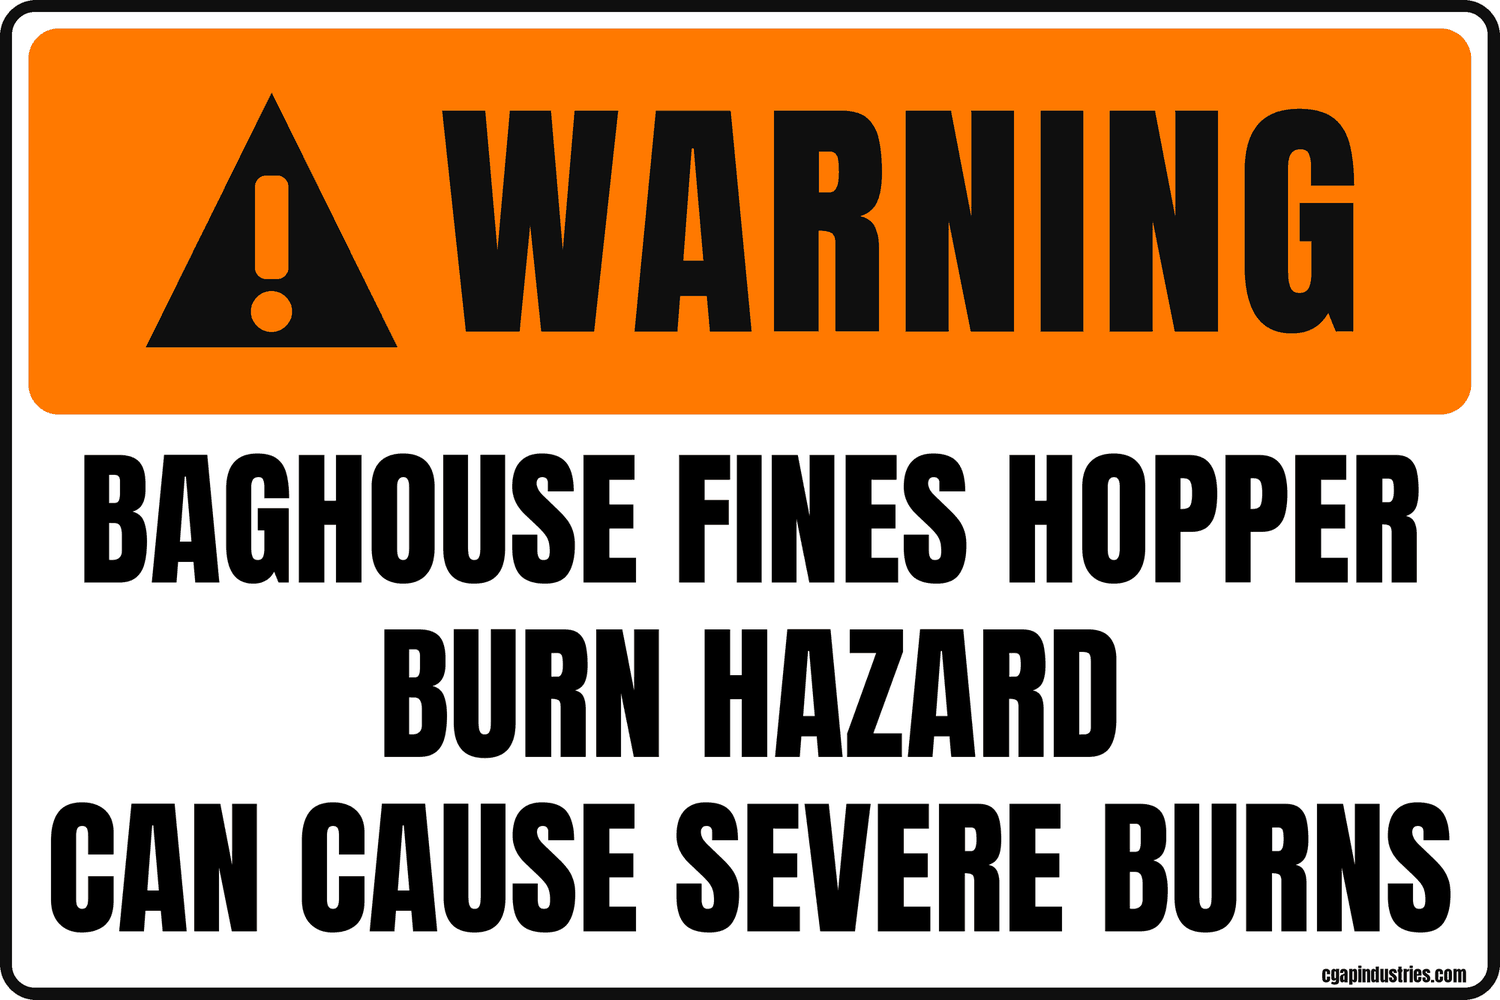 WARNING
BAGHOUSE FINES HOPPER
BURN HAZARD
CAN CAUSE SEVERE BURNS
cgapindustries.com